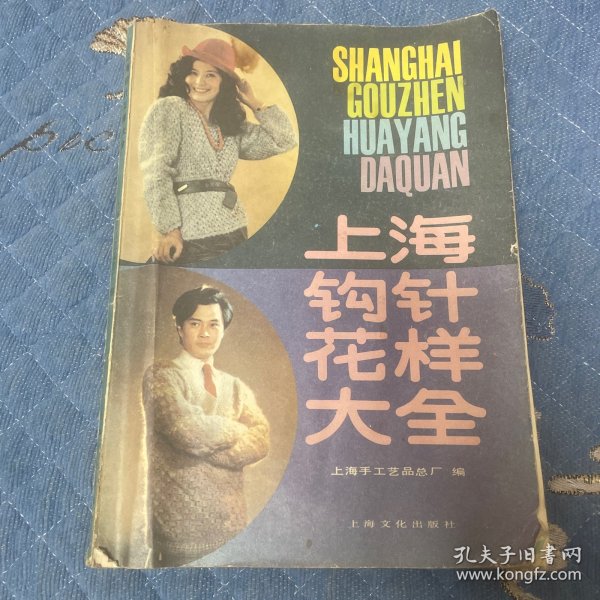 SHANGHAI
GOUZHEN
HUAYANG
DAQUAN
上海
钩针
花样
大全
上海手工艺品总厂 编
上海文化出版社
孔夫子旧书网
www.kongfz.com